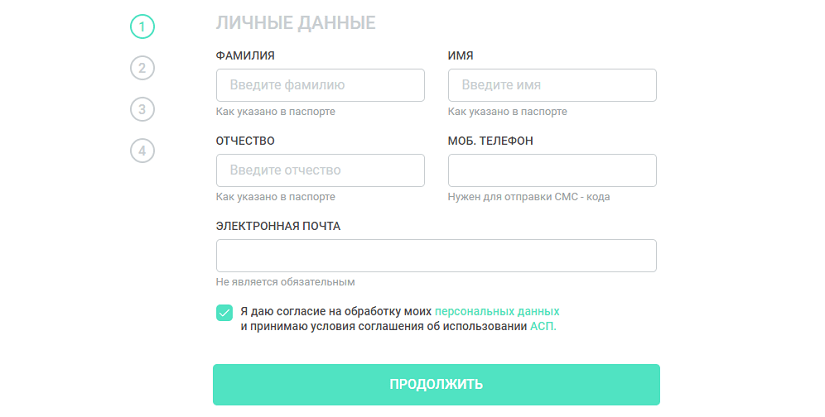 1
ЛИЧНЫЕ ДАННЫЕ
2
3
4
ФАМИЛИЯ
ИМЯ
Введите фамилию
Введите имя
Как указано в паспорте
Как указано в паспорте
ОТЧЕСТВО
МОБ. ТЕЛЕФОН
Введите отчество
Как указано в паспорте
Нужен для отправки СМС - кода
ЭЛЕКТРОННАЯ ПОЧТА
Не является обязательным
Я даю согласие на обработку моих персональных данных
и принимаю условия соглашения об использовании АСП.
ПРОДОЛЖИТЬ